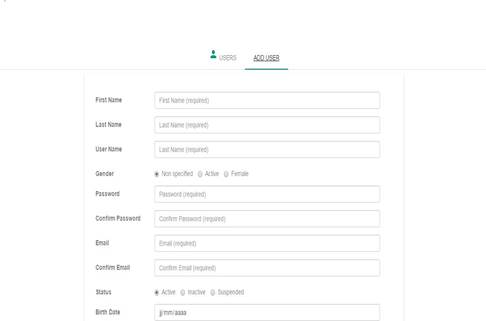 USERS ADD USER
First Name First Name (required)
Last Name Last Name (required)
User Name Last Name (required)
Gender Non specified Active Female
Password Password (required)
Confirm Password Confirm Password (required)
Email Email (required)
Confirm Email Confirm Email (required)
Status Active Inactive Suspended
Birth Date jj/mm/aaaa